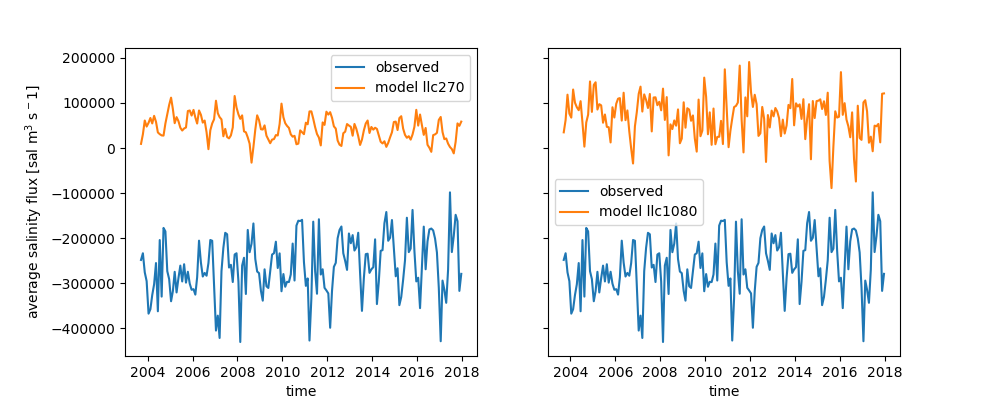 average salinity flux [sal m³ s⁻1]
200000
100000
0
−100000
−200000
−300000
−400000
observed
model llc270
2004 2006 2008 2010 2012 2014 2016 2018
time
observed
model llc1080
2004 2006 2008 2010 2012 2014 2016 2018
time